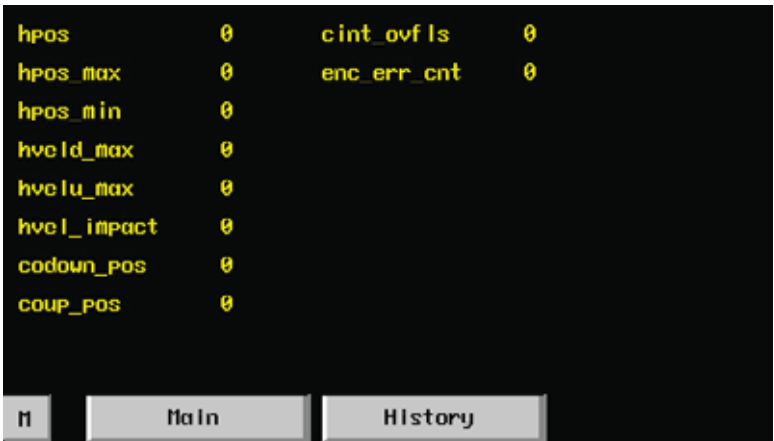 hpos 0 cint_ovfls 0
hpos_max 0 enc_err_cnt 0
hpos_min 0
hveld_max 0
hvelu_max 0
hvel_impact 0
codown_pos 0
coup_pos 0
M Main History